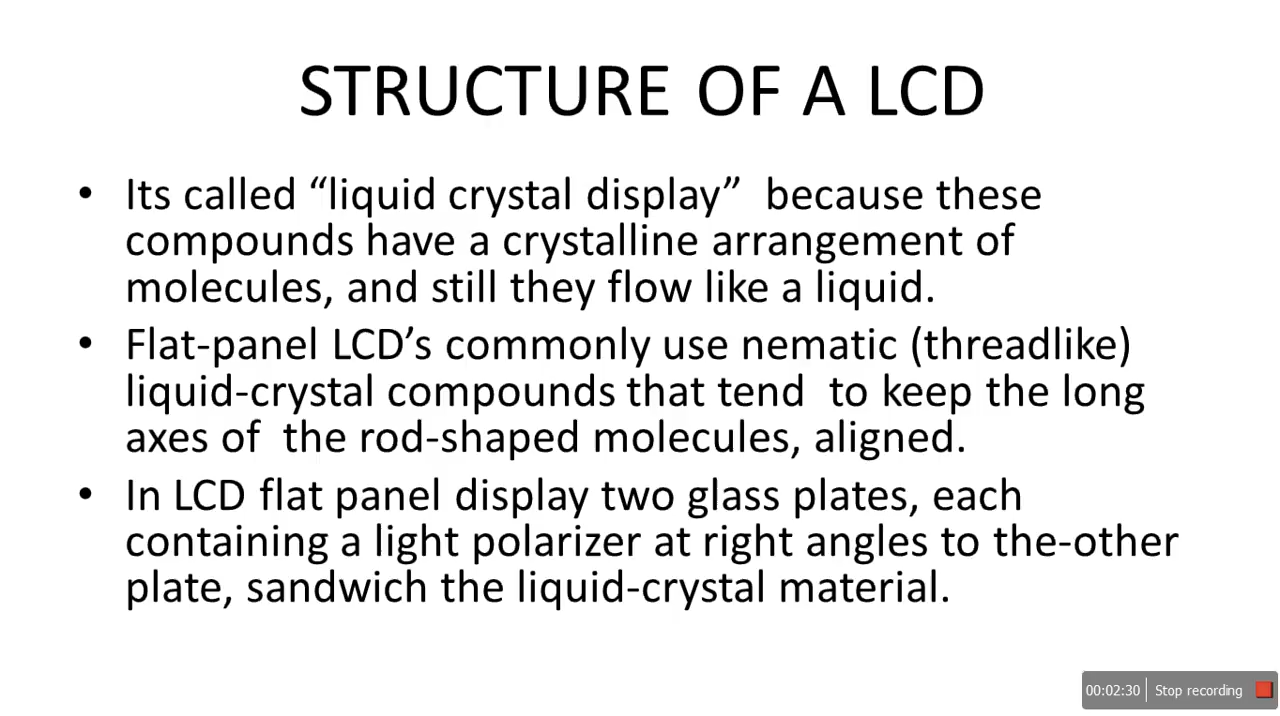 STRUCTURE OF A LCD
• Its called “liquid crystal display”  because these
compounds have a crystalline arrangement of
molecules, and still they flow like a liquid.
• Flat-panel LCD’s commonly use nematic (threadlike)
liquid-crystal compounds that tend  to keep the long
axes of  the rod-shaped molecules, aligned.
• In LCD flat panel display two glass plates, each
containing a light polarizer at right angles to the-other
plate, sandwich the liquid-crystal material.
00:02:30 Stop recording